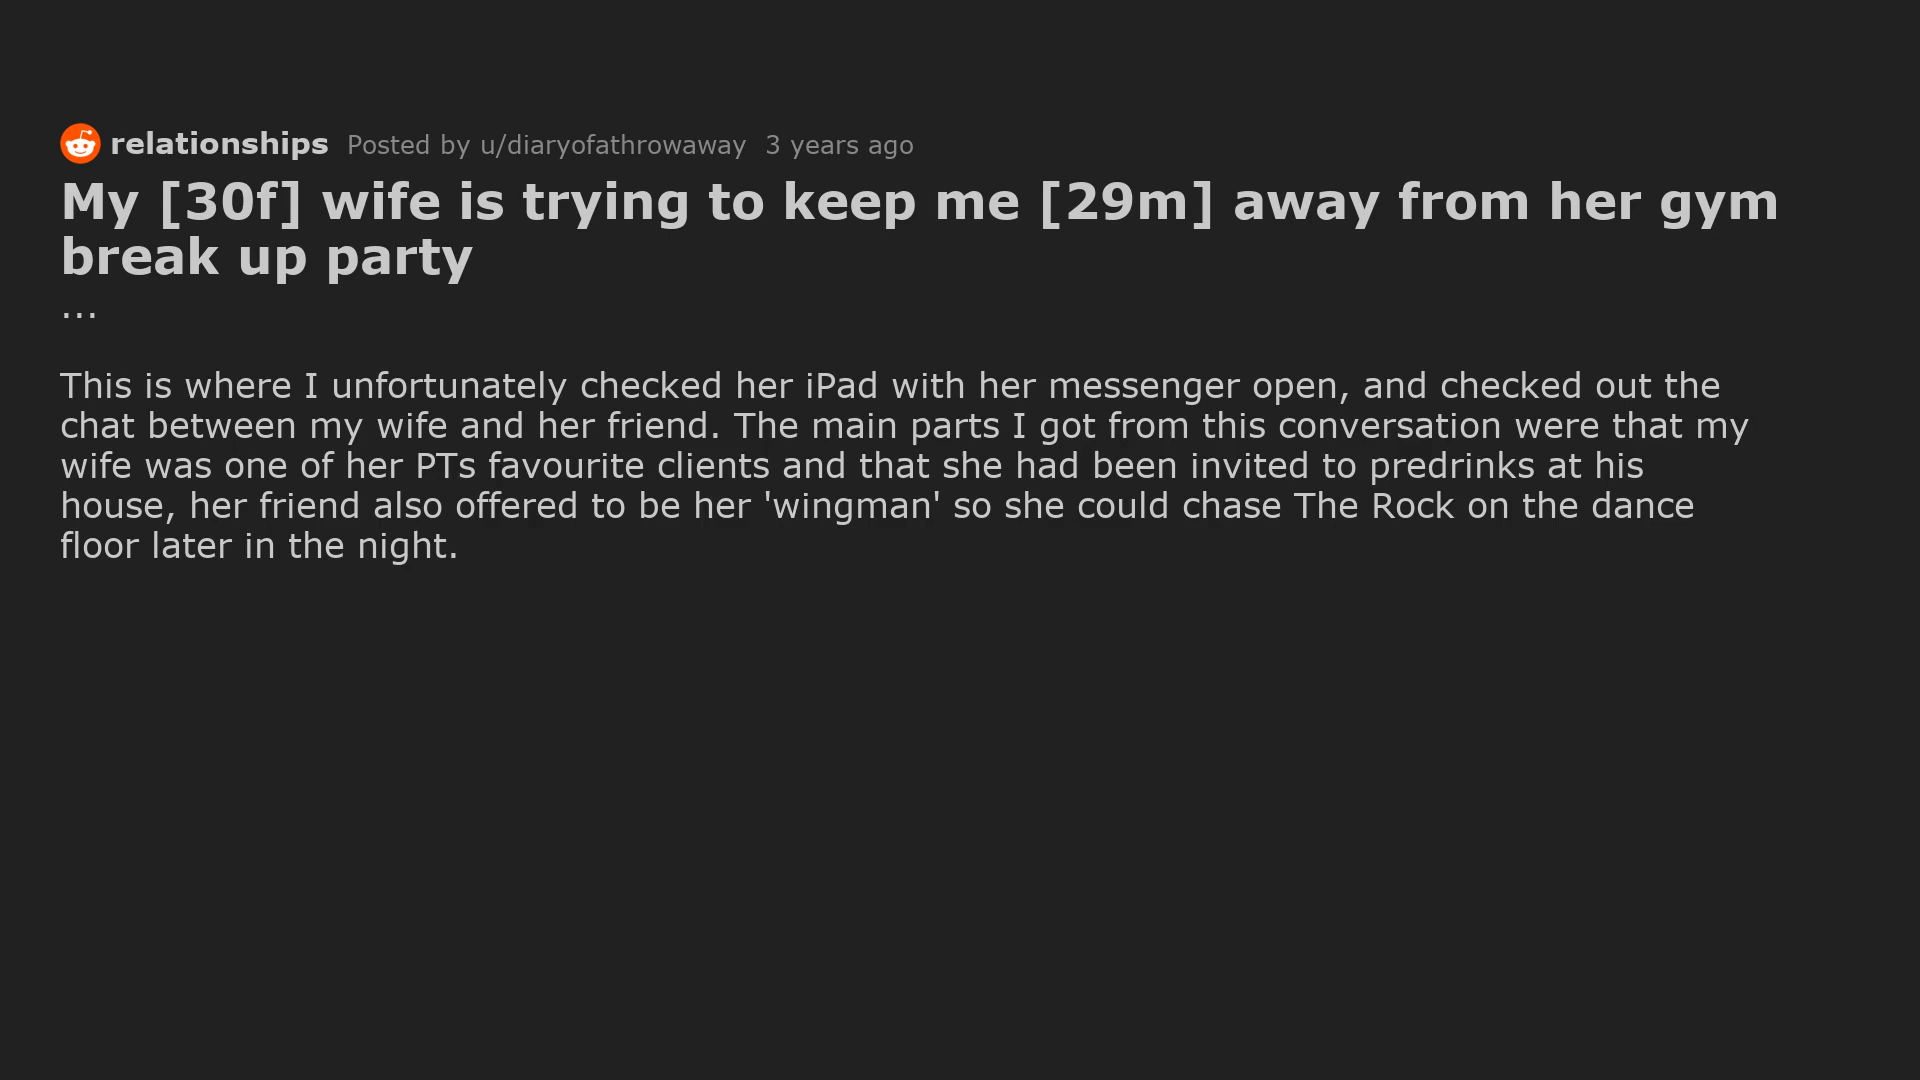 relationships Posted by u/diaryofathrowaway 3 years ago
My [30f] wife is trying to keep me [29m] away from her gym
break up party
...
This is where I unfortunately checked her iPad with her messenger open, and checked out the
chat between my wife and her friend. The main parts I got from this conversation were that my
wife was one of her PTs favourite clients and that she had been invited to predrinks at his
house, her friend also offered to be her 'wingman' so she could chase The Rock on the dance
floor later in the night.